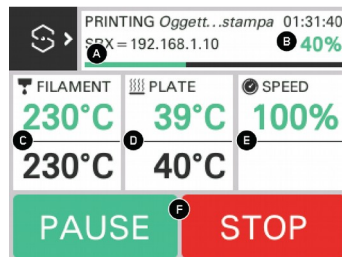 PRINTING Oggett...stampa 01:31:40
SBX = 192.168.1.10
A
B
40%
FILAMENT
PLATE
SPEED
230°C
39°C
100%
C
D
E
230°C
40°C
F
PAUSE
STOP